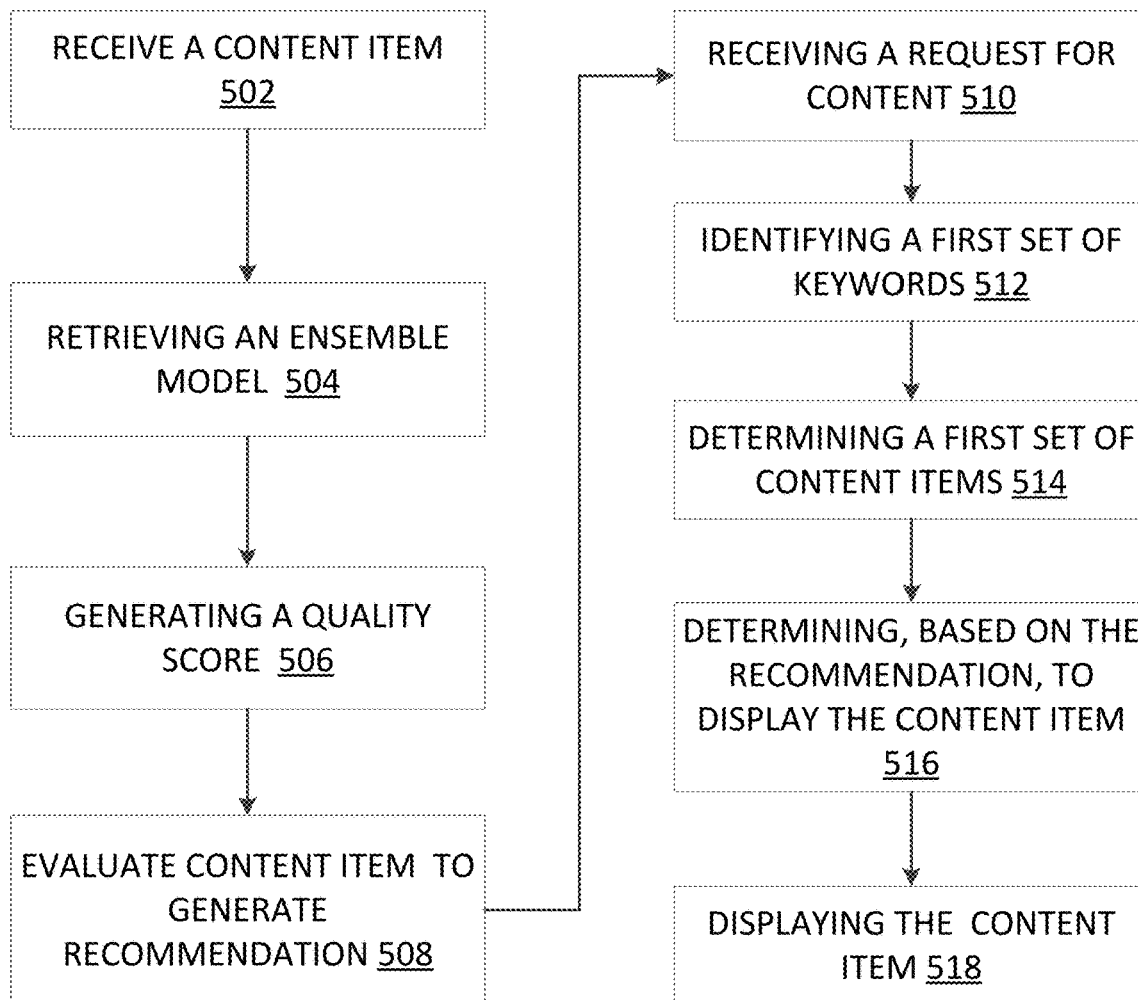 RECEIVE A CONTENT ITEM
502
RETRIEVING AN ENSEMBLE
MODEL 504
GENERATING A QUALITY
SCORE 506
EVALUATE CONTENT ITEM TO
GENERATE
RECOMMENDATION 508
RECEIVING A REQUEST FOR
CONTENT 510
IDENTIFYING A FIRST SET OF
KEYWORDS 512
DETERMINING A FIRST SET OF
CONTENT ITEMS 514
DETERMINING, BASED ON THE
RECOMMENDATION, TO
DISPLAY THE CONTENT ITEM
516
DISPLAYING THE CONTENT
ITEM 518